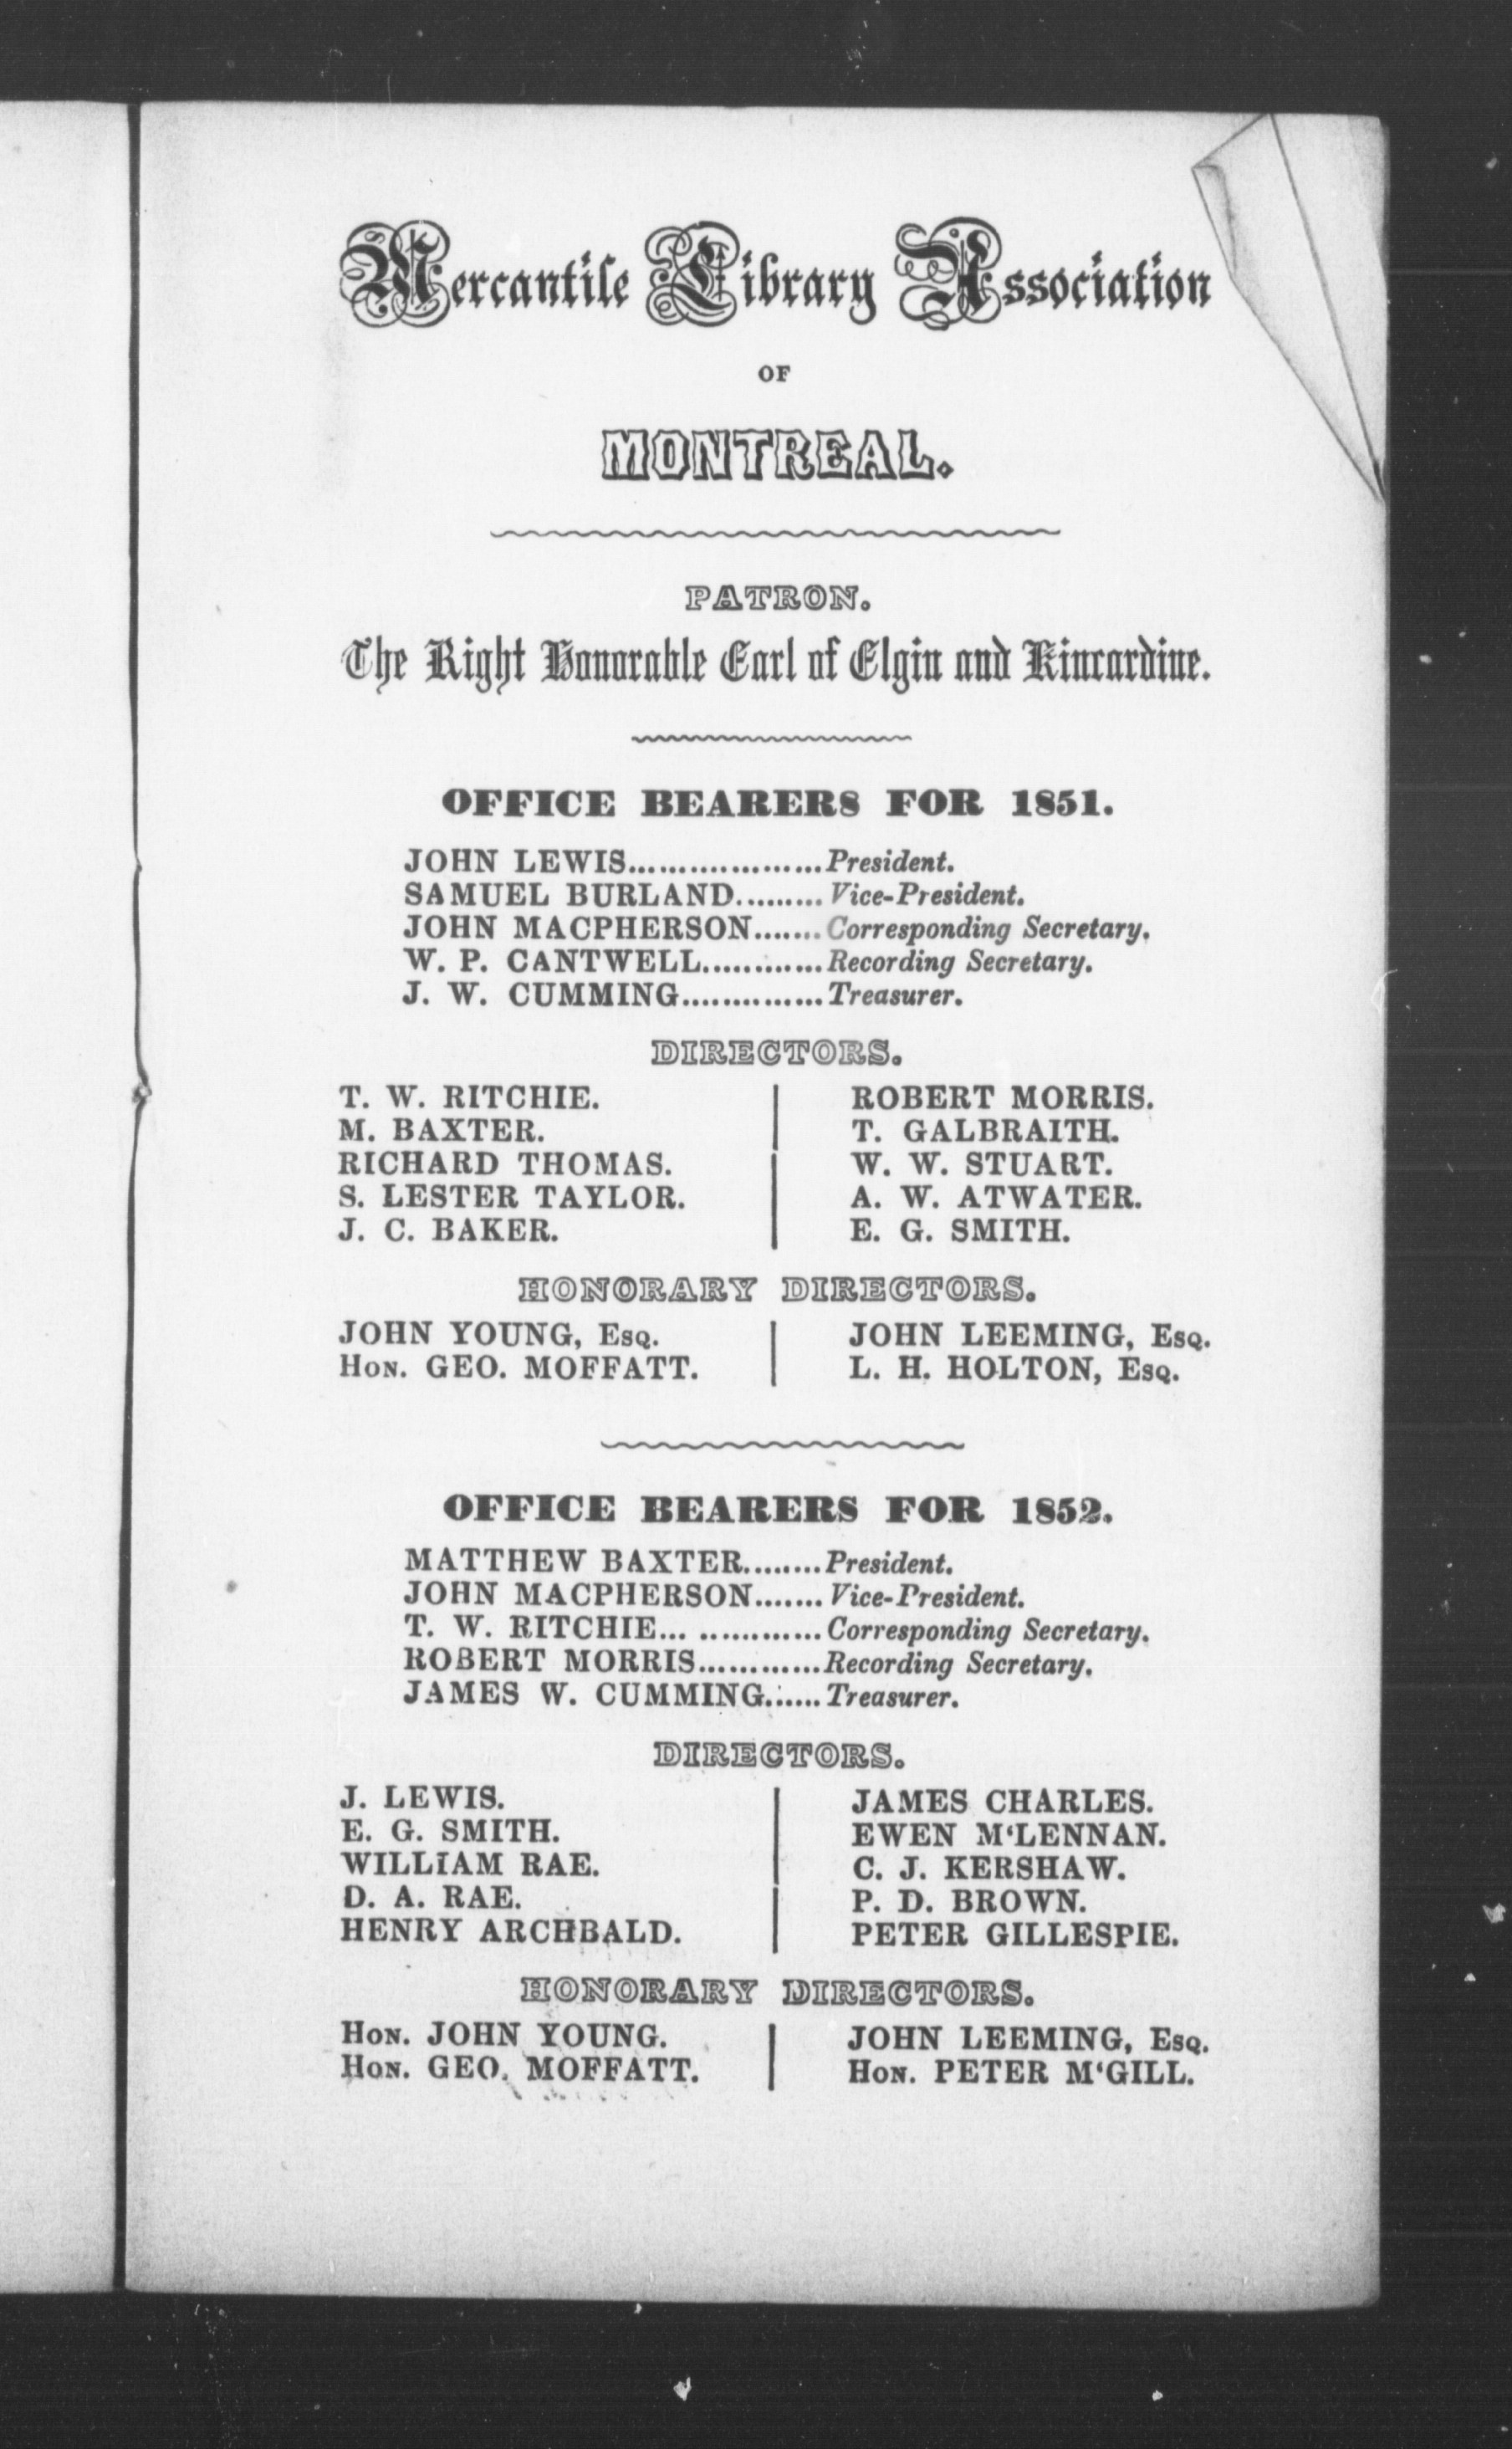 Mercantile Library Association
OF
MONTREAL.
PATRON.
The Right Honorable Earl of Elgin and Kincardine.
OFFICE BEARERS FOR 1851.
JOHN LEWIS....................President.
SAMUEL BURLAND.........Vice-President.
JOHN MACPHERSON.......Corresponding Secretary.
W. P. CANTWELL............Recording Secretary.
J. W. CUMMING..............Treasurer.
DIRECTORS.
T. W. RITCHIE.
M. BAXTER.
RICHARD THOMAS.
S. LESTER TAYLOR.
J. C. BAKER.
ROBERT MORRIS.
T. GALBRAITH.
W. W. STUART.
A. W. ATWATER.
E. G. SMITH.
HONORARY DIRECTORS.
JOHN YOUNG, Esq.
Hon. GEO. MOFFATT.
JOHN LEEMING, Esq.
L. H. HOLTON, Esq.
OFFICE BEARERS FOR 1852.
MATTHEW BAXTER........President.
JOHN MACPHERSON.......Vice-President.
T. W. RITCHIE... ............Corresponding Secretary.
ROBERT MORRIS............Recording Secretary.
JAMES W. CUMMING......Treasurer.
DIRECTORS.
J. LEWIS.
E. G. SMITH.
WILLIAM RAE.
D. A. RAE.
HENRY ARCHBALD.
JAMES CHARLES.
EWEN M‘LENNAN.
C. J. KERSHAW.
P. D. BROWN.
PETER GILLESPIE.
HONORARY DIRECTORS.
Hon. JOHN YOUNG.
Hon. GEO. MOFFATT.
JOHN LEEMING, Esq.
Hon. PETER M‘GILL.